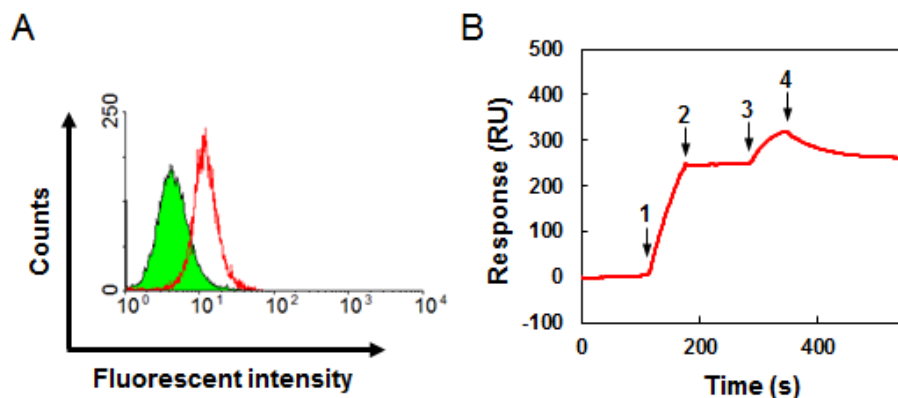 A
250
Counts
0
10^0 10^1 10^2 10^3 10^4
Fluorescent intensity
B
500
400
300
200
100
0
-100
Response (RU)
1
2
3
4
0 200 400
Time (s)